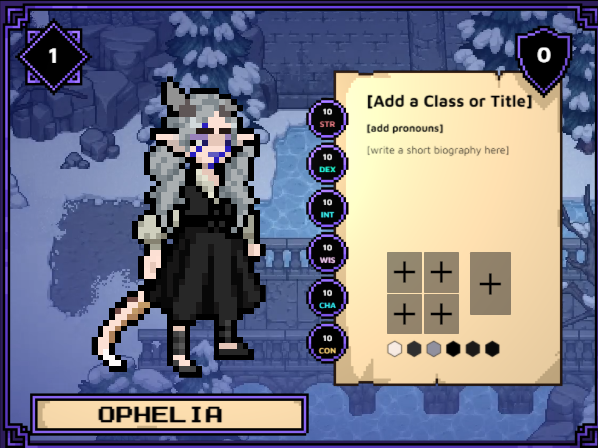 1
0
[Add a Class or Title]
[add pronouns]
[write a short biography here]
10
STR
10
DEX
10
INT
10
WIS
10
CHA
10
CON
OPHELIA